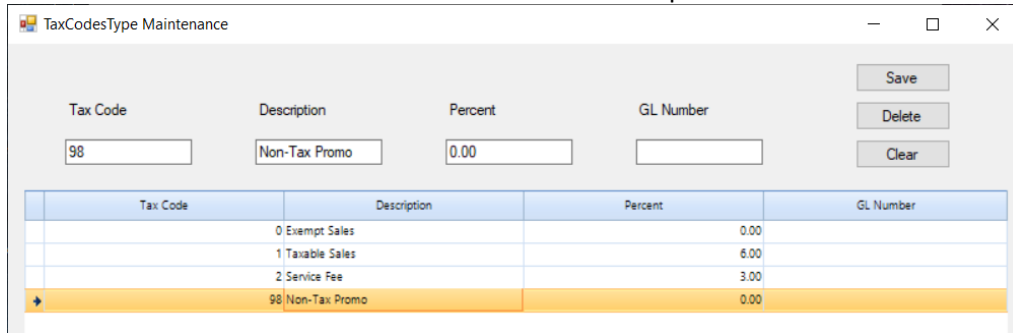 TaxCodesType Maintenance
Save
Tax Code Description Percent GL Number
Delete
98 Non-Tax Promo 0.00
Clear
Tax Code Description Percent GL Number
0 Exempt Sales 0.00
1 Taxable Sales 6.00
2 Service Fee 3.00
98 Non-Tax Promo 0.00